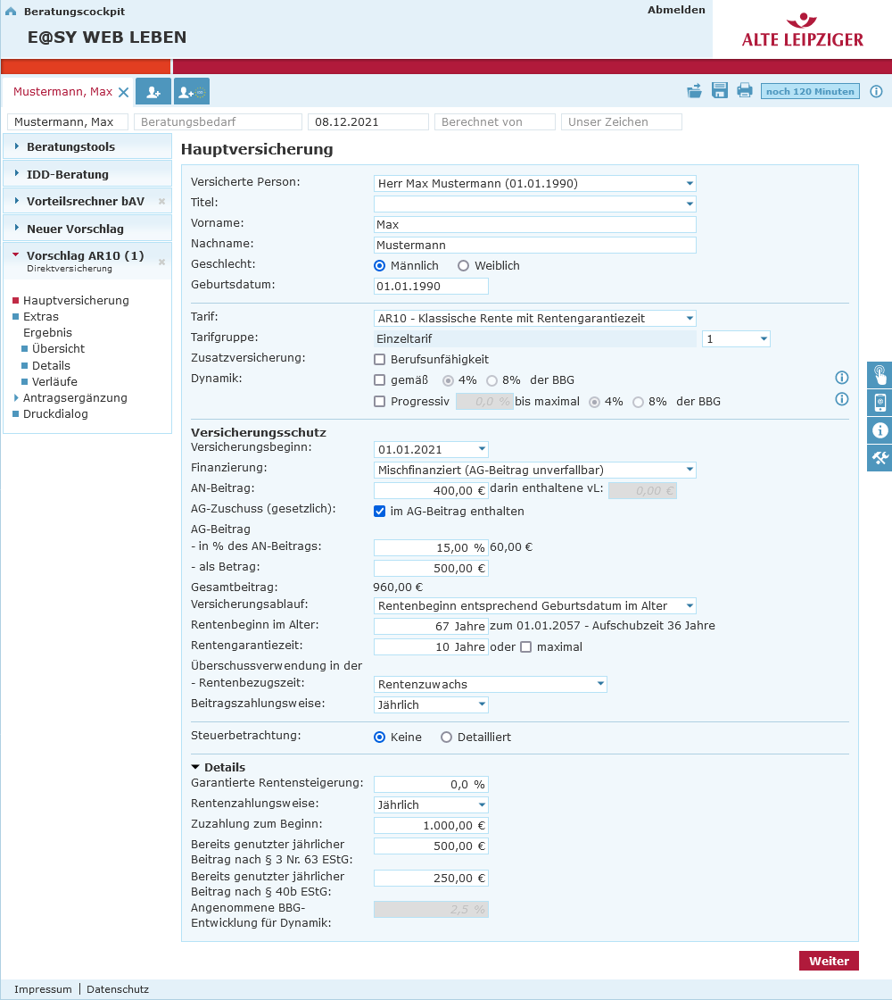 Beratungscockpit
Abmelden
E@SY WEB LEBEN
ALTE LEIPZIGER
Mustermann, Max
noch 120 Minuten
Mustermann, Max Beratungsbedarf 08.12.2021 Berechnet von Unser Zeichen
Beratungstools
IDD-Beratung
Vorteilsrechner bAV
Neuer Vorschlag
Vorschlag AR10 (1)
Direktversicherung
Hauptversicherung
Extras
Ergebnis
Übersicht
Details
Verläufe
Antragsergänzung
Druckdialog
Hauptversicherung
Versicherte Person: Herr Max Mustermann (01.01.1990)
Titel:
Vorname: Max
Nachname: Mustermann
Geschlecht: Männlich Weiblich
Geburtsdatum: 01.01.1990
Tarif: AR10 - Klassische Rente mit Rentengarantiezeit
Tarifgruppe: Einzeltarif 1
Zusatzversicherung: Berufsunfähigkeit
Dynamik: gemäß 4% 8% der BBG
Progressiv 0,0 % bis maximal 4% 8% der BBG
Versicherungsschutz
Versicherungsbeginn: 01.01.2021
Finanzierung: Mischfinanziert (AG-Beitrag unverfallbar)
AN-Beitrag: 400,00 € darin enthaltene vL: 0,00 €
AG-Zuschuss (gesetzlich): im AG-Beitrag enthalten
AG-Beitrag
- in % des AN-Beitrags: 15,00 % 60,00 €
- als Betrag: 500,00 €
Gesamtbeitrag: 960,00 €
Versicherungsablauf: Rentenbeginn entsprechend Geburtsdatum im Alter
Rentenbeginn im Alter: 67 Jahre zum 01.01.2057 - Aufschubzeit 36 Jahre
Rentengarantiezeit: 10 Jahre oder maximal
Überschussverwendung in der
- Rentenbezugszeit: Rentenzuwachs
Beitragszahlungsweise: Jährlich
Steuerbetrachtung: Keine Detailliert
Details
Garantierte Rentensteigerung: 0,0 %
Rentenzahlungsweise: Jährlich
Zuzahlung zum Beginn: 1.000,00 €
Bereits genutzter jährlicher 500,00 €
Beitrag nach § 3 Nr. 63 EStG:
Bereits genutzter jährlicher 250,00 €
Beitrag nach § 40b EStG:
Angenommene BBG- 2,5 %
Entwicklung für Dynamik:
Weiter
Impressum | Datenschutz